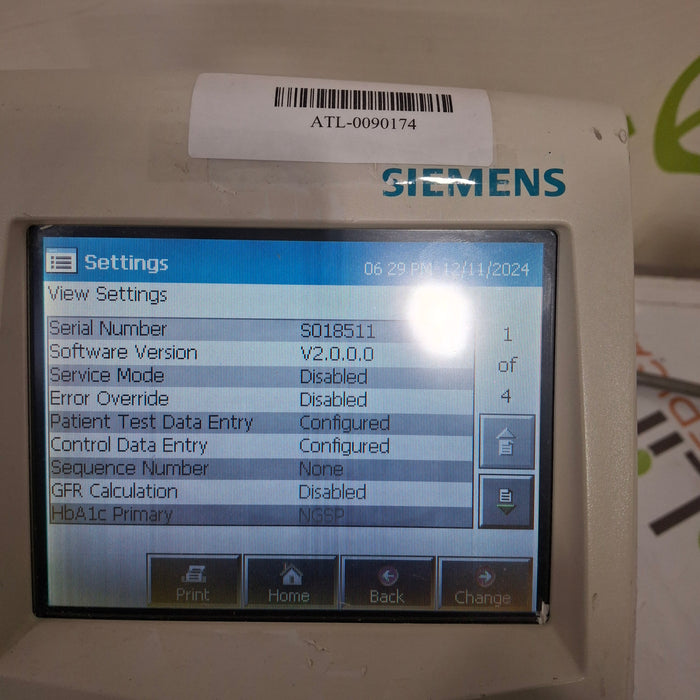 ATL-0090174
SIEMENS
Settings
06 29 PM 12/11/2024
View Settings
Serial Number S018511
Software Version V2.0.0.0
Service Mode Disabled
Error Override Disabled
Patient Test Data Entry Configured
Control Data Entry Configured
Sequence Number None
GFR Calculation Disabled
HbA1c Primary NGSP
1
of
4
Print Home Back Change